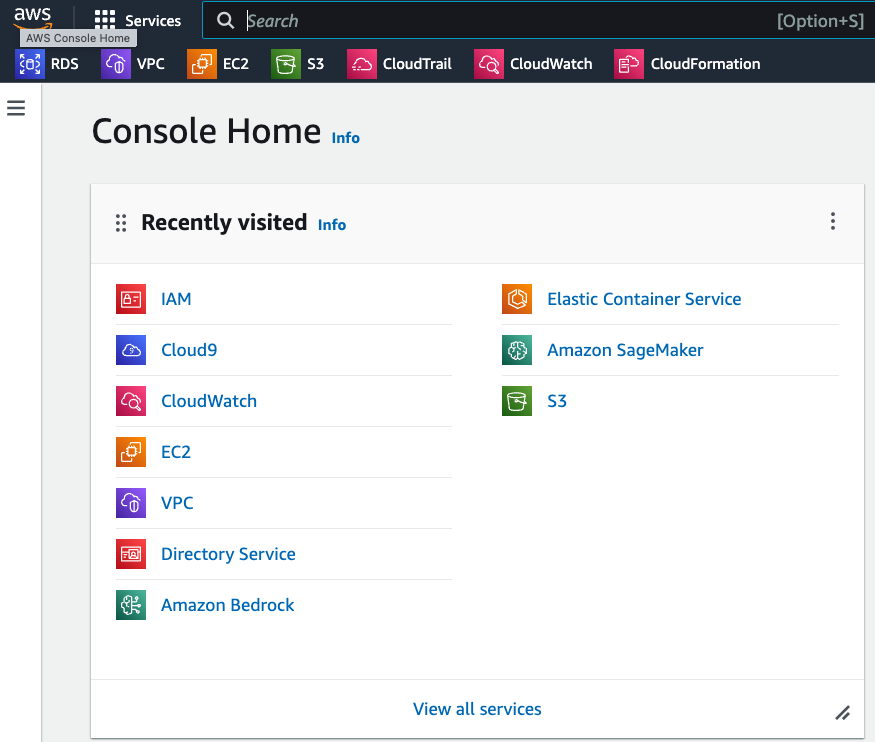 aws
Services
Search
[Option+S]
AWS Console Home
RDS
VPC
EC2
S3
CloudTrail
CloudWatch
CloudFormation
Console Home Info
Recently visited Info
IAM
Cloud9
CloudWatch
EC2
VPC
Directory Service
Amazon Bedrock
Elastic Container Service
Amazon SageMaker
S3
View all services